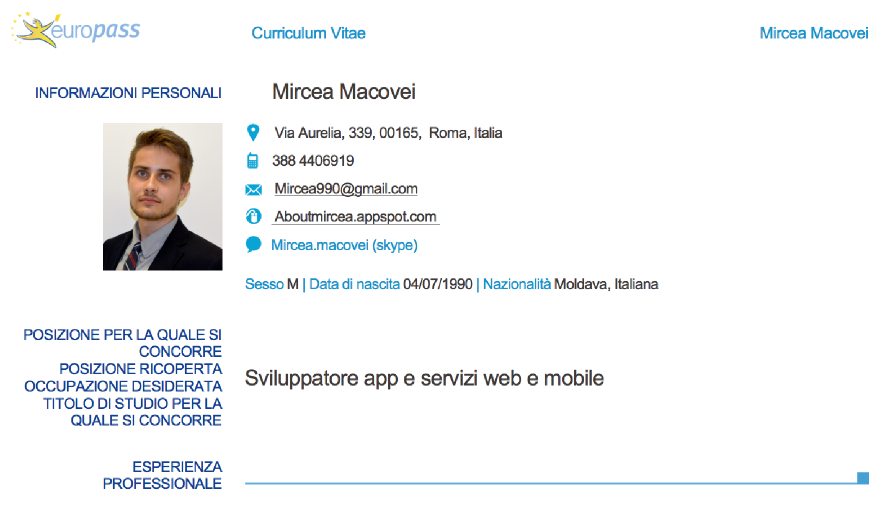 europass
Curriculum Vitae
Mircea Macovei
INFORMAZIONI PERSONALI
Mircea Macovei
Via Aurelia, 339, 00165, Roma, Italia
388 4406919
Mircea990@gmail.com
Aboutmircea.appspot.com
Mircea.macovei (skype)
Sesso M | Data di nascita 04/07/1990 | Nazionalità Moldava, Italiana
POSIZIONE PER LA QUALE SI
CONCORRE
POSIZIONE RICOPERTA
OCCUPAZIONE DESIDERATA
TITOLO DI STUDIO PER LA
QUALE SI CONCORRE
Sviluppatore app e servizi web e mobile
ESPERIENZA
PROFESSIONALE